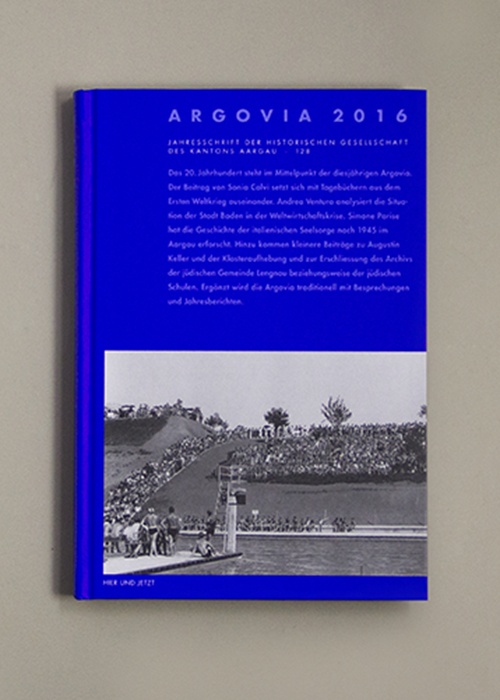 ARGOVIA 2016
JAHRESSCHRIFT DER HISTORISCHEN GESELLSCHAFT
DES KANTONS AARGAU · 128
Das 20. Jahrhundert steht im Mittelpunkt der diesjährigen Argovia.
Der Beitrag von Sonia Calvi setzt sich mit Tagebüchern aus dem
Ersten Weltkrieg auseinander. Andrea Ventura analysiert die Situa-
tion der Stadt Baden in der Weltwirtschaftskrise. Simone Parise
hat die Geschichte der italienischen Seelsorge nach 1945 im
Aargau erforscht. Hinzu kommen kleinere Beiträge zu Augustin
Keller und der Klosteraufhebung und zur Erschliessung des Archivs
der jüdischen Gemeinde Lengnau beziehungsweise der jüdischen
Schulen. Ergänzt wird die Argovia traditionell mit Besprechungen
und Jahresberichten.
HIER UND JETZT